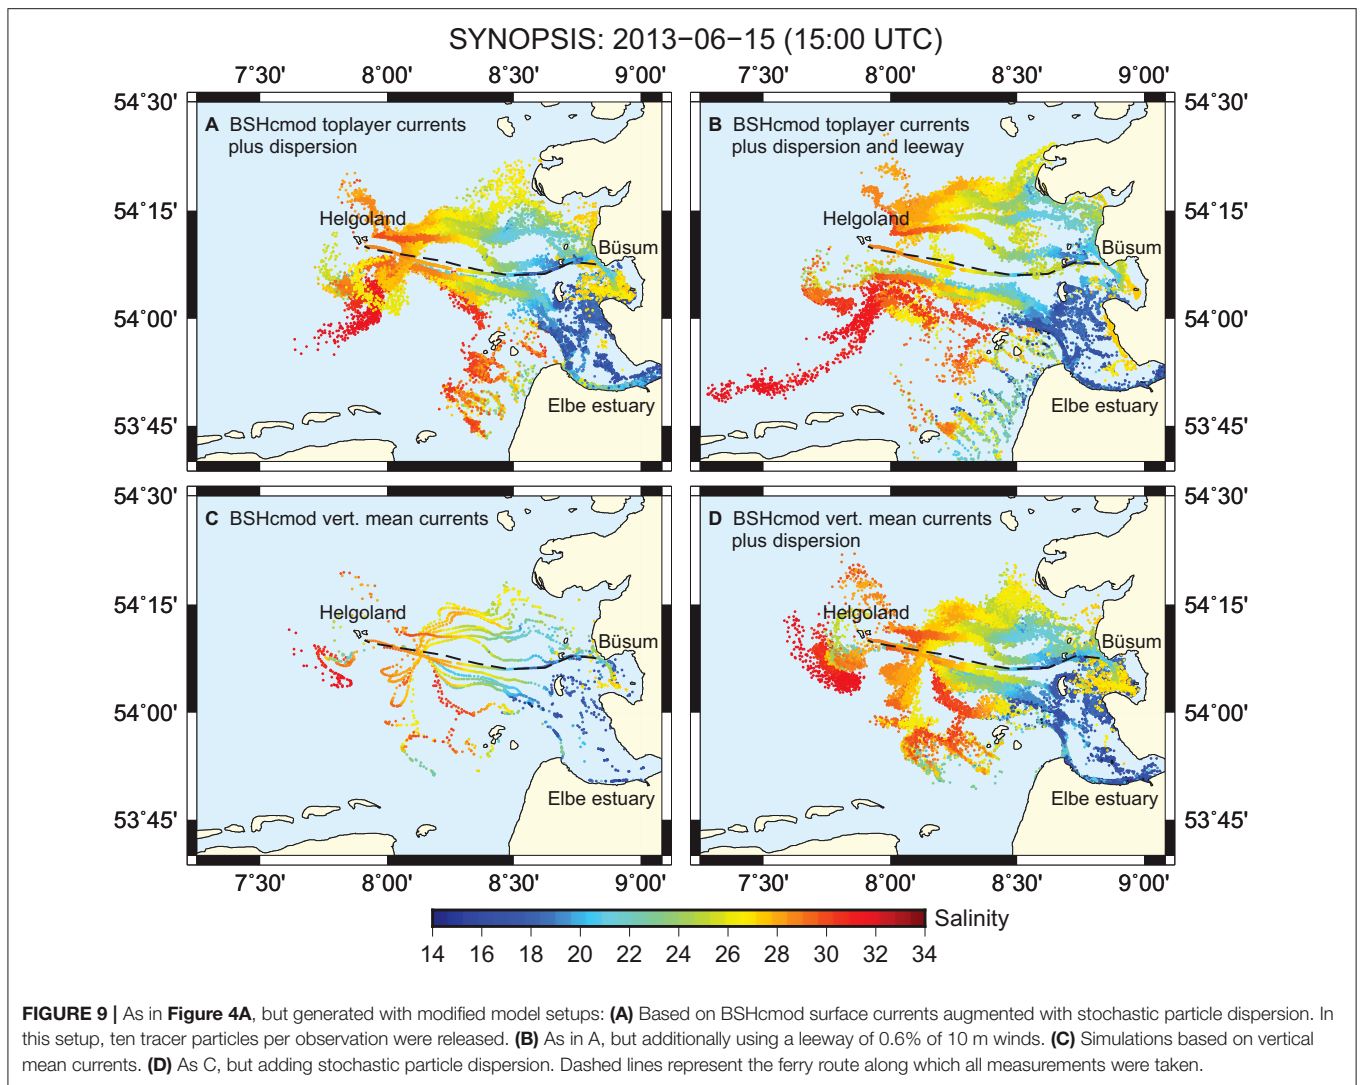 SYNOPSIS: 2013−06−15 (15:00 UTC)
7˚30' 8˚00' 8˚30' 9˚00' 7˚30' 8˚00' 8˚30' 9˚00'
54˚30' 54˚30'
A BSHcmod toplayer currents
plus dispersion
B BSHcmod toplayer currents
plus dispersion and leeway
54˚15' 54˚15'
Helgoland Helgoland
Büsum Büsum
54˚00' 54˚00'
Elbe estuary Elbe estuary
53˚45' 53˚45'
54˚30' 54˚30'
C BSHcmod vert. mean currents
D BSHcmod vert. mean currents
plus dispersion
54˚15' 54˚15'
Helgoland Helgoland
Büsum Büsum
54˚00' 54˚00'
Elbe estuary Elbe estuary
53˚45' 53˚45'
7˚30' 8˚00' 8˚30' 9˚00' 7˚30' 8˚00' 8˚30' 9˚00'
Salinity
14 16 18 20 22 24 26 28 30 32 34
FIGURE 9 | As in Figure 4A, but generated with modified model setups: (A) Based on BSHcmod surface currents augmented with stochastic particle dispersion. In
this setup, ten tracer particles per observation were released. (B) As in A, but additionally using a leeway of 0.6% of 10 m winds. (C) Simulations based on vertical
mean currents. (D) As C, but adding stochastic particle dispersion. Dashed lines represent the ferry route along which all measurements were taken.